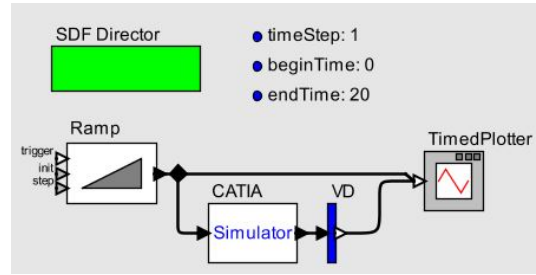 SDF Director
timeStep: 1
beginTime: 0
endTime: 20
Ramp
trigger
init
step
TimedPlotter
CATIA
VD
Simulator